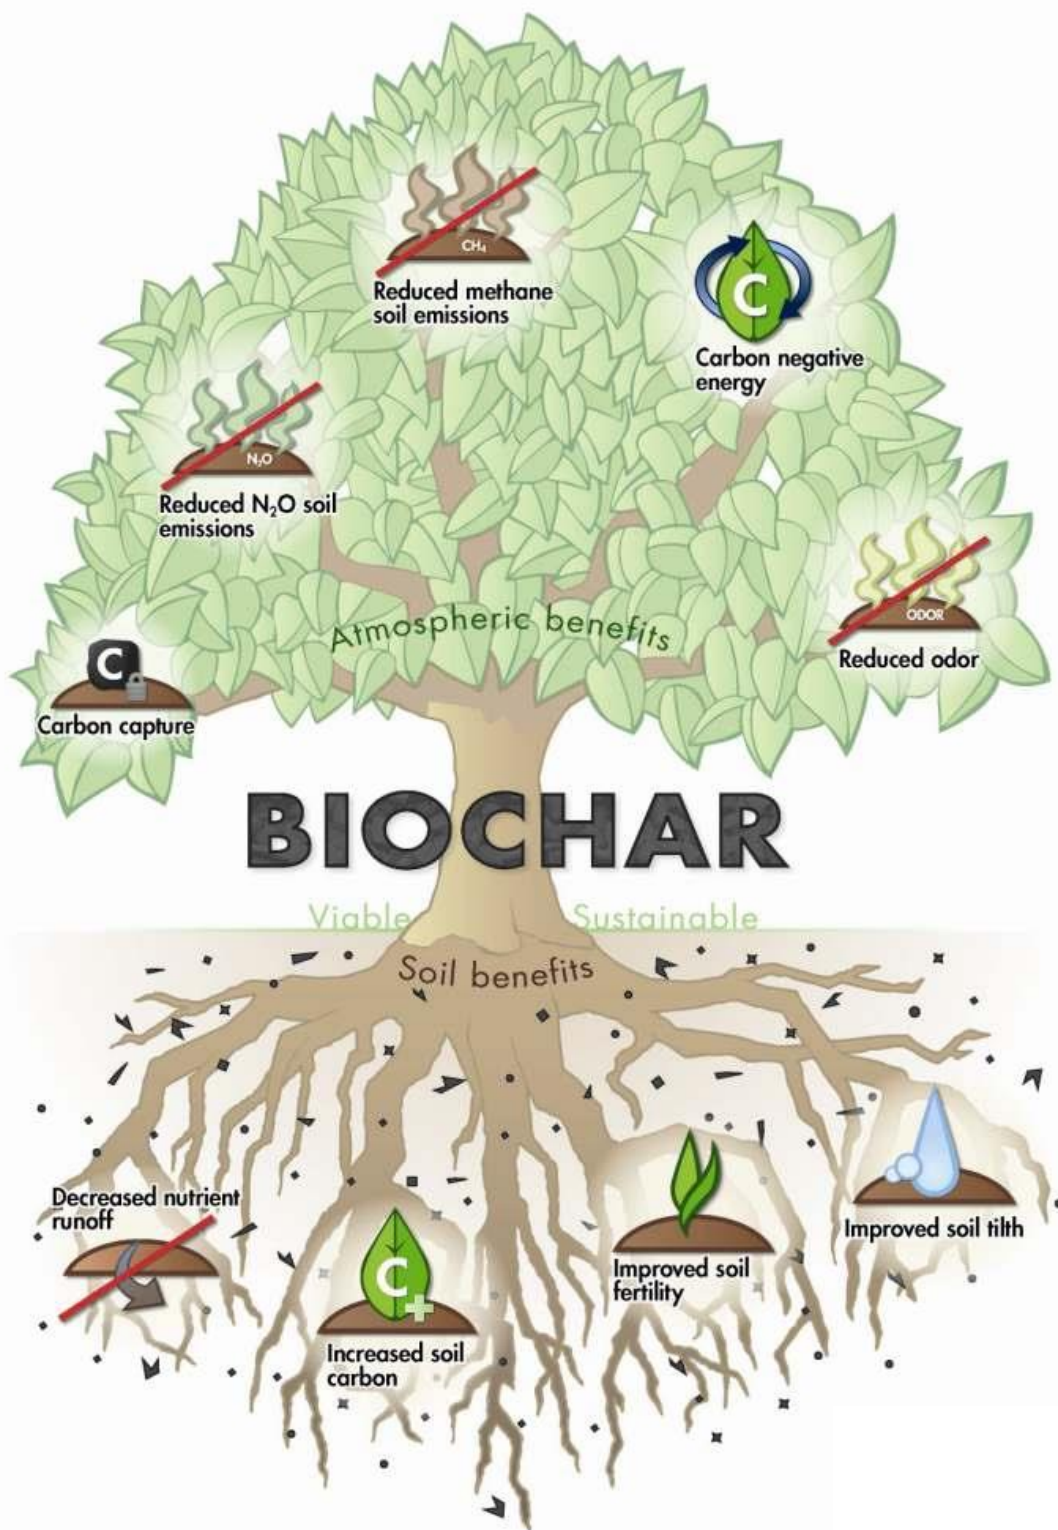 CH₄
Reduced methane
soil emissions
C
Carbon negative
energy
N₂O
Reduced N₂O soil
emissions
ODOR
Reduced odor
Atmospheric benefits
C
Carbon capture
BIOCHAR
Viable Sustainable
Soil benefits
Decreased nutrient
runoff
C+
Increased soil
carbon
Improved soil
fertility
Improved soil tilth